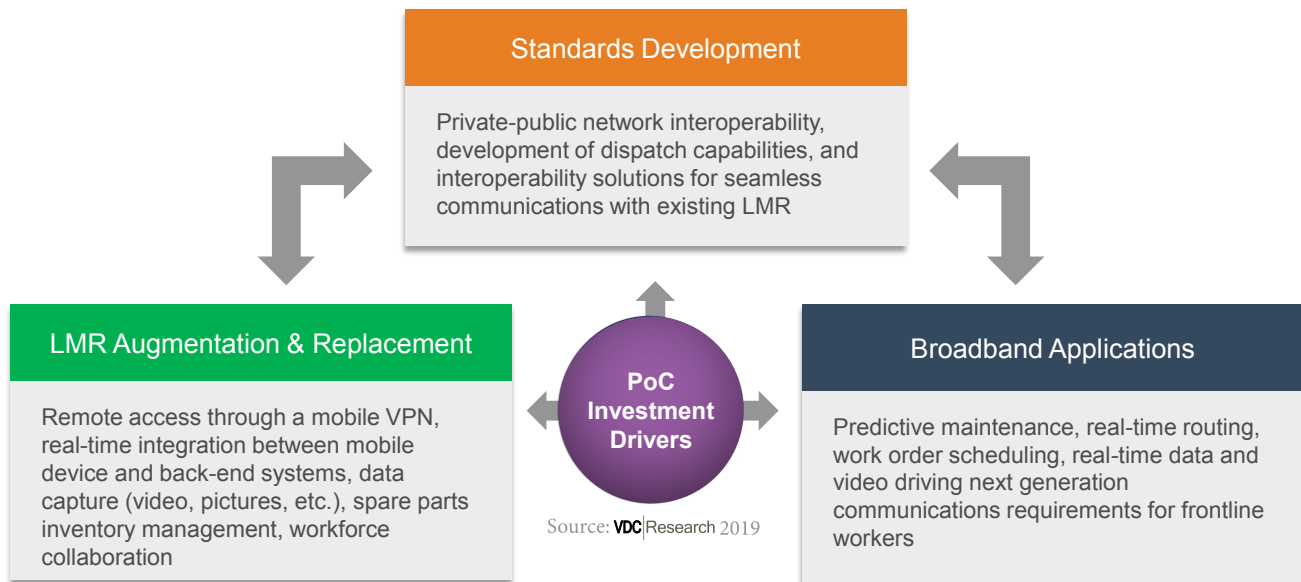 Standards Development
Private-public network interoperability,
development of dispatch capabilities, and
interoperability solutions for seamless
communications with existing LMR
LMR Augmentation & Replacement
Remote access through a mobile VPN,
real-time integration between mobile
device and back-end systems, data
capture (video, pictures, etc.), spare parts
inventory management, workforce
collaboration
PoC
Investment
Drivers
Source: VDC|Research 2019
Broadband Applications
Predictive maintenance, real-time routing,
work order scheduling, real-time data and
video driving next generation
communications requirements for frontline
workers